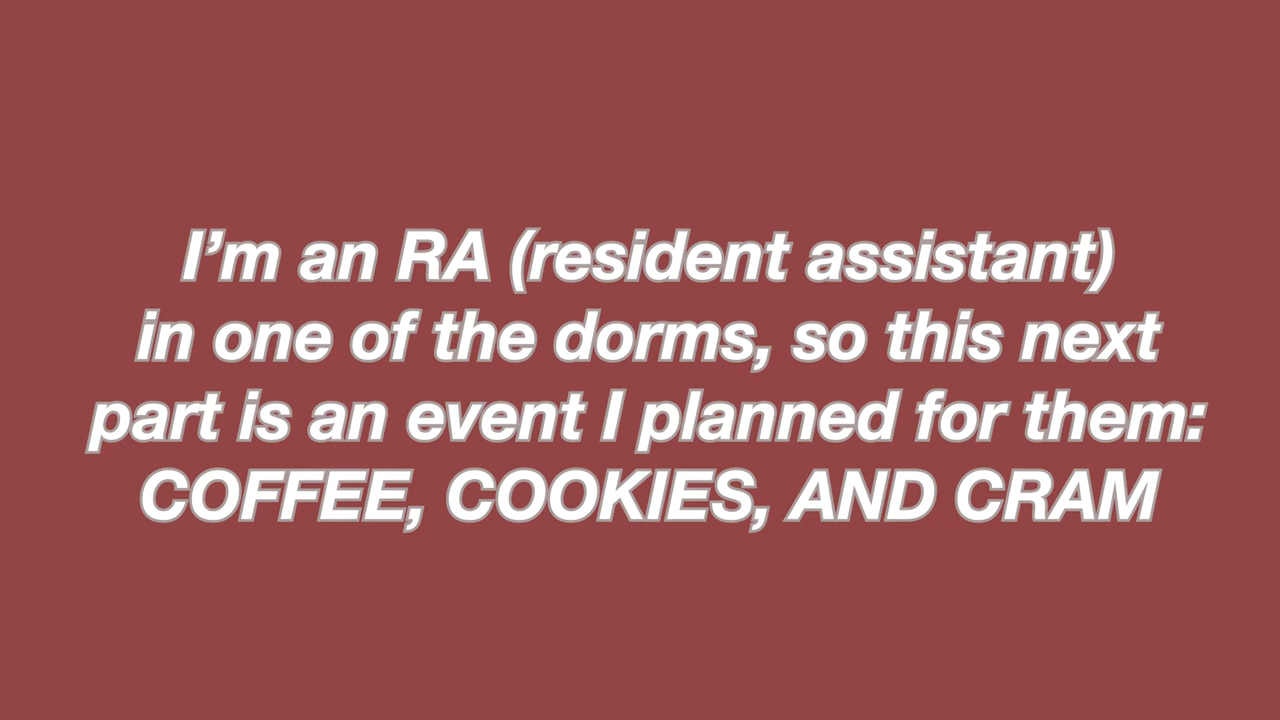 I’m an RA (resident assistant)
in one of the dorms, so this next
part is an event I planned for them:
COFFEE, COOKIES, AND CRAM